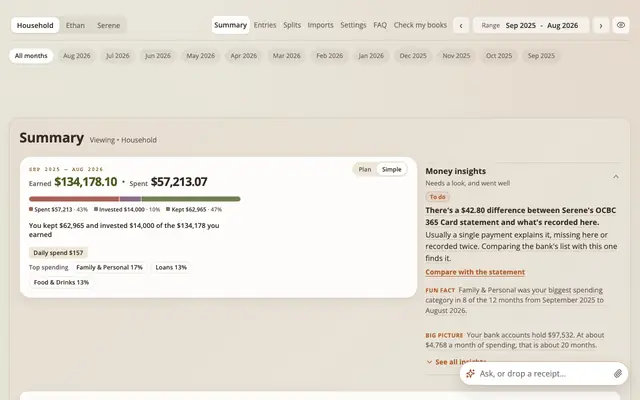 Household Ethan Serene Summary Entries Splits Imports Settings FAQ Check my books ‹ Range Sep 2025 - Aug 2026 ›
All months Aug 2026 Jul 2026 Jun 2026 May 2026 Apr 2026 Mar 2026 Feb 2026 Jan 2026 Dec 2025 Nov 2025 Oct 2025 Sep 2025
Summary Viewing • Household
SEP 2025 — AUG 2026
Plan Simple
Earned $134,178.10 · Spent $57,213.07
Spent $57,213 · 43% Invested $14,000 · 10% Kept $62,965 · 47%
You kept $62,965 and invested $14,000 of the $134,178 you
earned
Daily spend $157
Top spending Family & Personal 17% Loans 13%
Food & Drinks 13%
Money insights
Needs a look, and went well
To do
There's a $42.80 difference between Serene's OCBC
365 Card statement and what's recorded here.
Usually a single payment explains it, missing here or
recorded twice. Comparing the bank's list with this one
finds it.
Compare with the statement
FUN FACT Family & Personal was your biggest spending
category in 8 of the 12 months from September 2025 to
August 2026.
BIG PICTURE Your bank accounts hold $97,532. At about
$4,768 a month of spending, that is about 20 months.
See all insights
Ask, or drop a receipt...